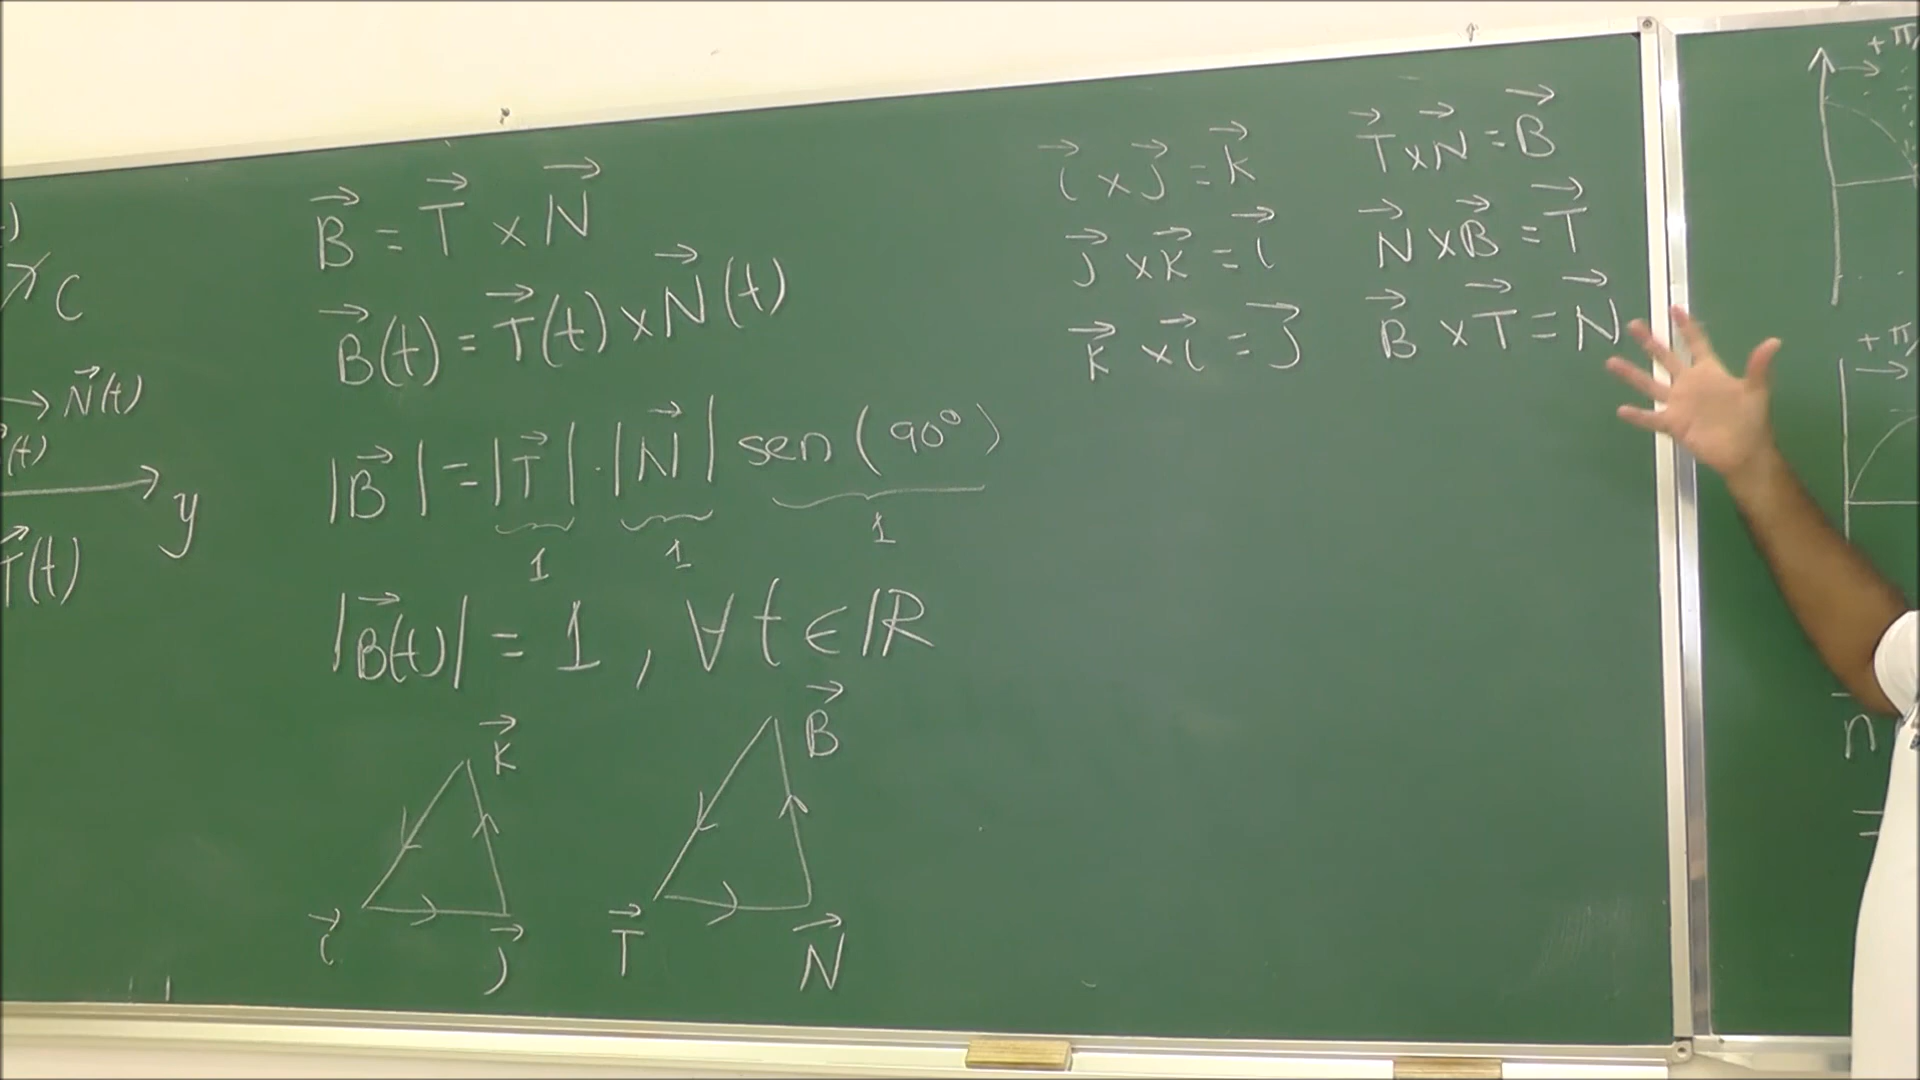 C
→ N⃗(t)
(t)
y
T⃗(t)
B⃗ = T⃗ x N⃗
B⃗(t) = T⃗(t) x N⃗(t)
|B⃗| = |T⃗| . |N⃗| sen (90°)
1 1 1
|B⃗(t)| = 1 , ∀ t ∈ IR
K⃗
i⃗ j⃗
B⃗
T⃗ N⃗
i⃗ x j⃗ = K⃗
j⃗ x K⃗ = i⃗
K⃗ x i⃗ = j⃗
T⃗ x N⃗ = B⃗
N⃗ x B⃗ = T⃗
B⃗ x T⃗ = N⃗
+ π
+ π
n
=